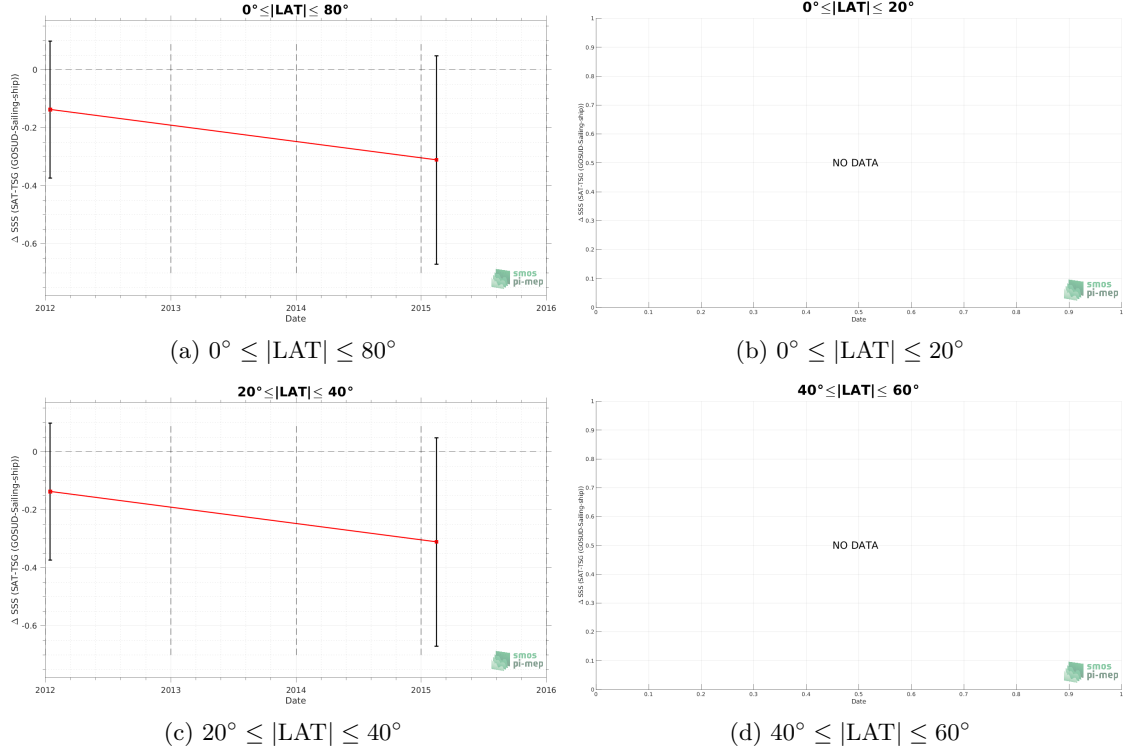 0°≤|LAT|≤ 80°
0
-0.2
-0.4
-0.6
Δ SSS (SAT-TSG (GOSUD-Sailing-ship))
2012
2013
2014
2015
2016
Date
smos
pi-mep
(a) 0° ≤ |LAT| ≤ 80°
0°≤|LAT|≤ 20°
1
0.9
0.8
0.7
0.6
0.5
0.4
0.3
0.2
0.1
0
Δ SSS (SAT-TSG (GOSUD-Sailing-ship))
NO DATA
0
0.1
0.2
0.3
0.4
0.5
0.6
0.7
0.8
0.9
1
Date
smos
pi-mep
(b) 0° ≤ |LAT| ≤ 20°
20°≤|LAT|≤ 40°
0
-0.2
-0.4
-0.6
Δ SSS (SAT-TSG (GOSUD-Sailing-ship))
2012
2013
2014
2015
2016
Date
smos
pi-mep
(c) 20° ≤ |LAT| ≤ 40°
40°≤|LAT|≤ 60°
1
0.9
0.8
0.7
0.6
0.5
0.4
0.3
0.2
0.1
0
Δ SSS (SAT-TSG (GOSUD-Sailing-ship))
NO DATA
0
0.1
0.2
0.3
0.4
0.5
0.6
0.7
0.8
0.9
1
Date
smos
pi-mep
(d) 40° ≤ |LAT| ≤ 60°